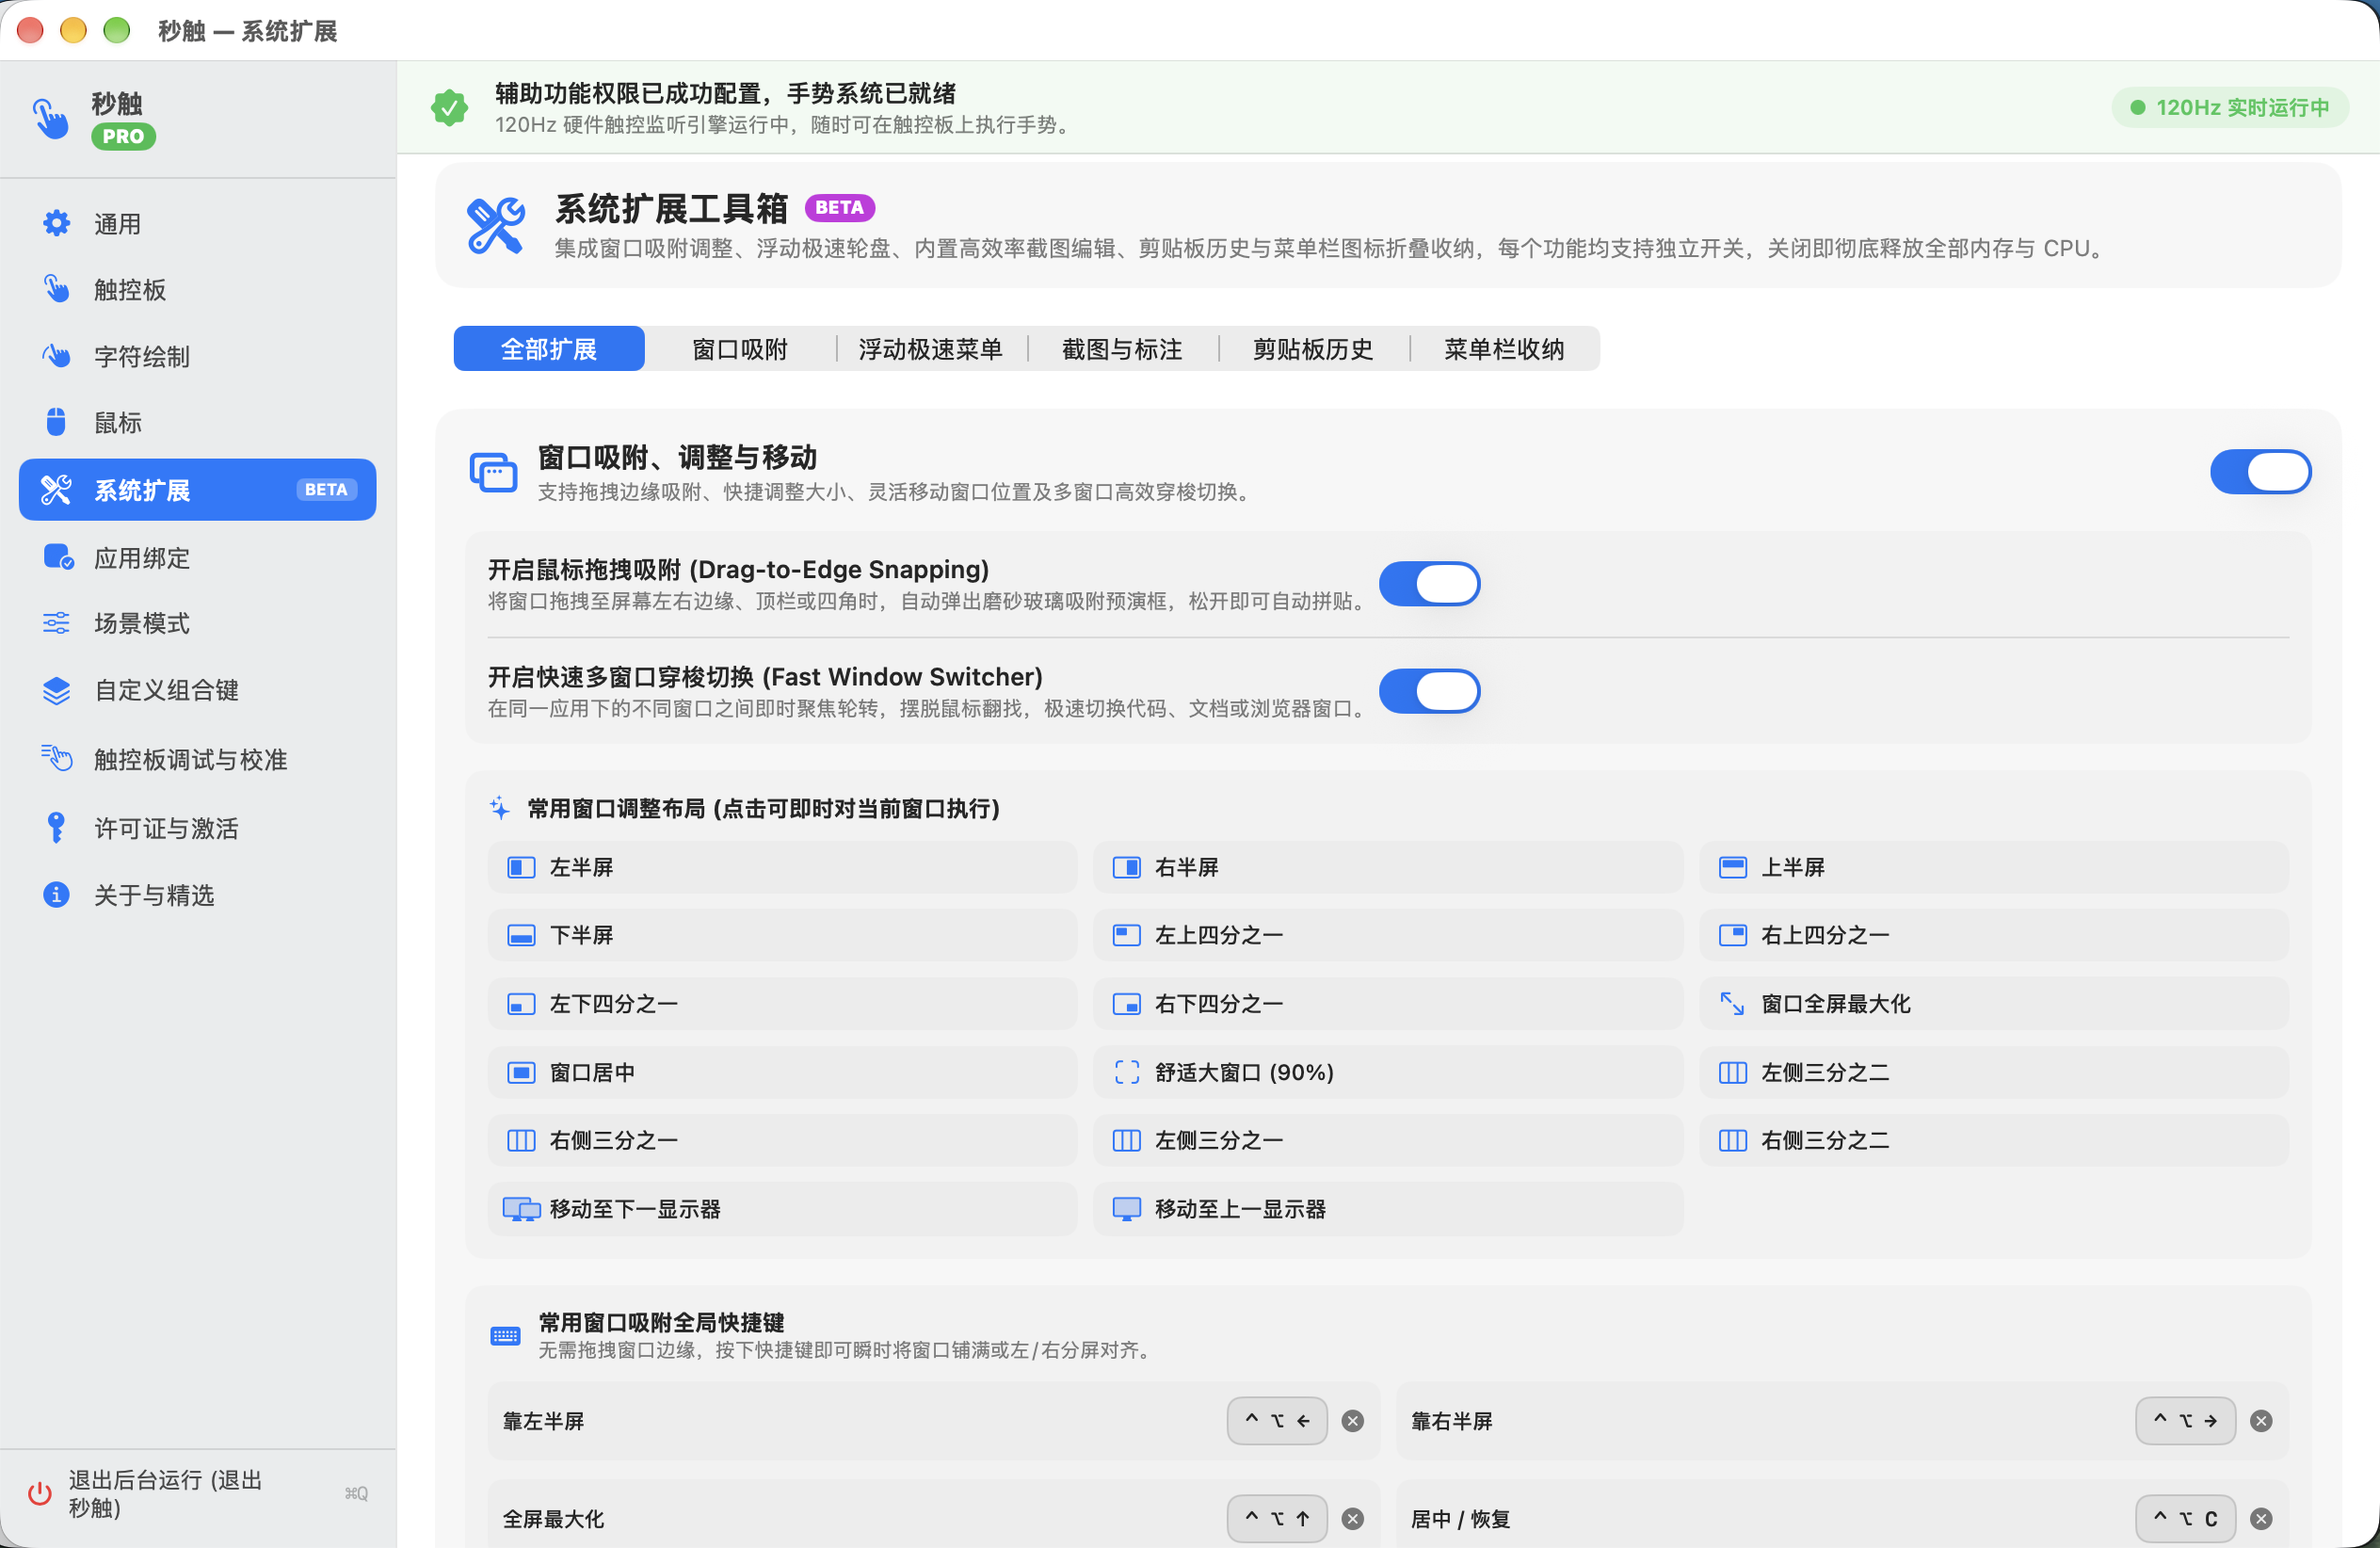 秒触 — 系统扩展
秒触
PRO
通用
触控板
字符绘制
鼠标
系统扩展 BETA
应用绑定
场景模式
自定义组合键
触控板调试与校准
许可证与激活
关于与精选
退出后台运行 (退出
秒触)
⌘Q
辅助功能权限已成功配置，手势系统已就绪
120Hz 硬件触控监听引擎运行中，随时可在触控板上执行手势。
120Hz 实时运行中
系统扩展工具箱 BETA
集成窗口吸附调整、浮动极速轮盘、内置高效率截图编辑、剪贴板历史与菜单栏图标折叠收纳，每个功能均支持独立开关，关闭即彻底释放全部内存与 CPU。
全部扩展 窗口吸附 浮动极速菜单 截图与标注 剪贴板历史 菜单栏收纳
窗口吸附、调整与移动
支持拖拽边缘吸附、快捷调整大小、灵活移动窗口位置及多窗口高效穿梭切换。
开启鼠标拖拽吸附 (Drag-to-Edge Snapping)
将窗口拖拽至屏幕左右边缘、顶栏或四角时，自动弹出磨砂玻璃吸附预演框，松开即可自动拼贴。
开启快速多窗口穿梭切换 (Fast Window Switcher)
在同一应用下的不同窗口之间即时聚焦轮转，摆脱鼠标翻找，极速切换代码、文档或浏览器窗口。
常用窗口调整布局 (点击可即时对当前窗口执行)
左半屏 右半屏 上半屏
下半屏 左上四分之一 右上四分之一
左下四分之一 右下四分之一 窗口全屏最大化
窗口居中 舒适大窗口 (90%) 左侧三分之二
右侧三分之一 左侧三分之一 右侧三分之二
移动至下一显示器 移动至上一显示器
常用窗口吸附全局快捷键
无需拖拽窗口边缘，按下快捷键即可瞬时将窗口铺满或左/右分屏对齐。
靠左半屏 ⌃ ⌥ ← 靠右半屏 ⌃ ⌥ →
全屏最大化 ⌃ ⌥ ↑ 居中 / 恢复 ⌃ ⌥ C